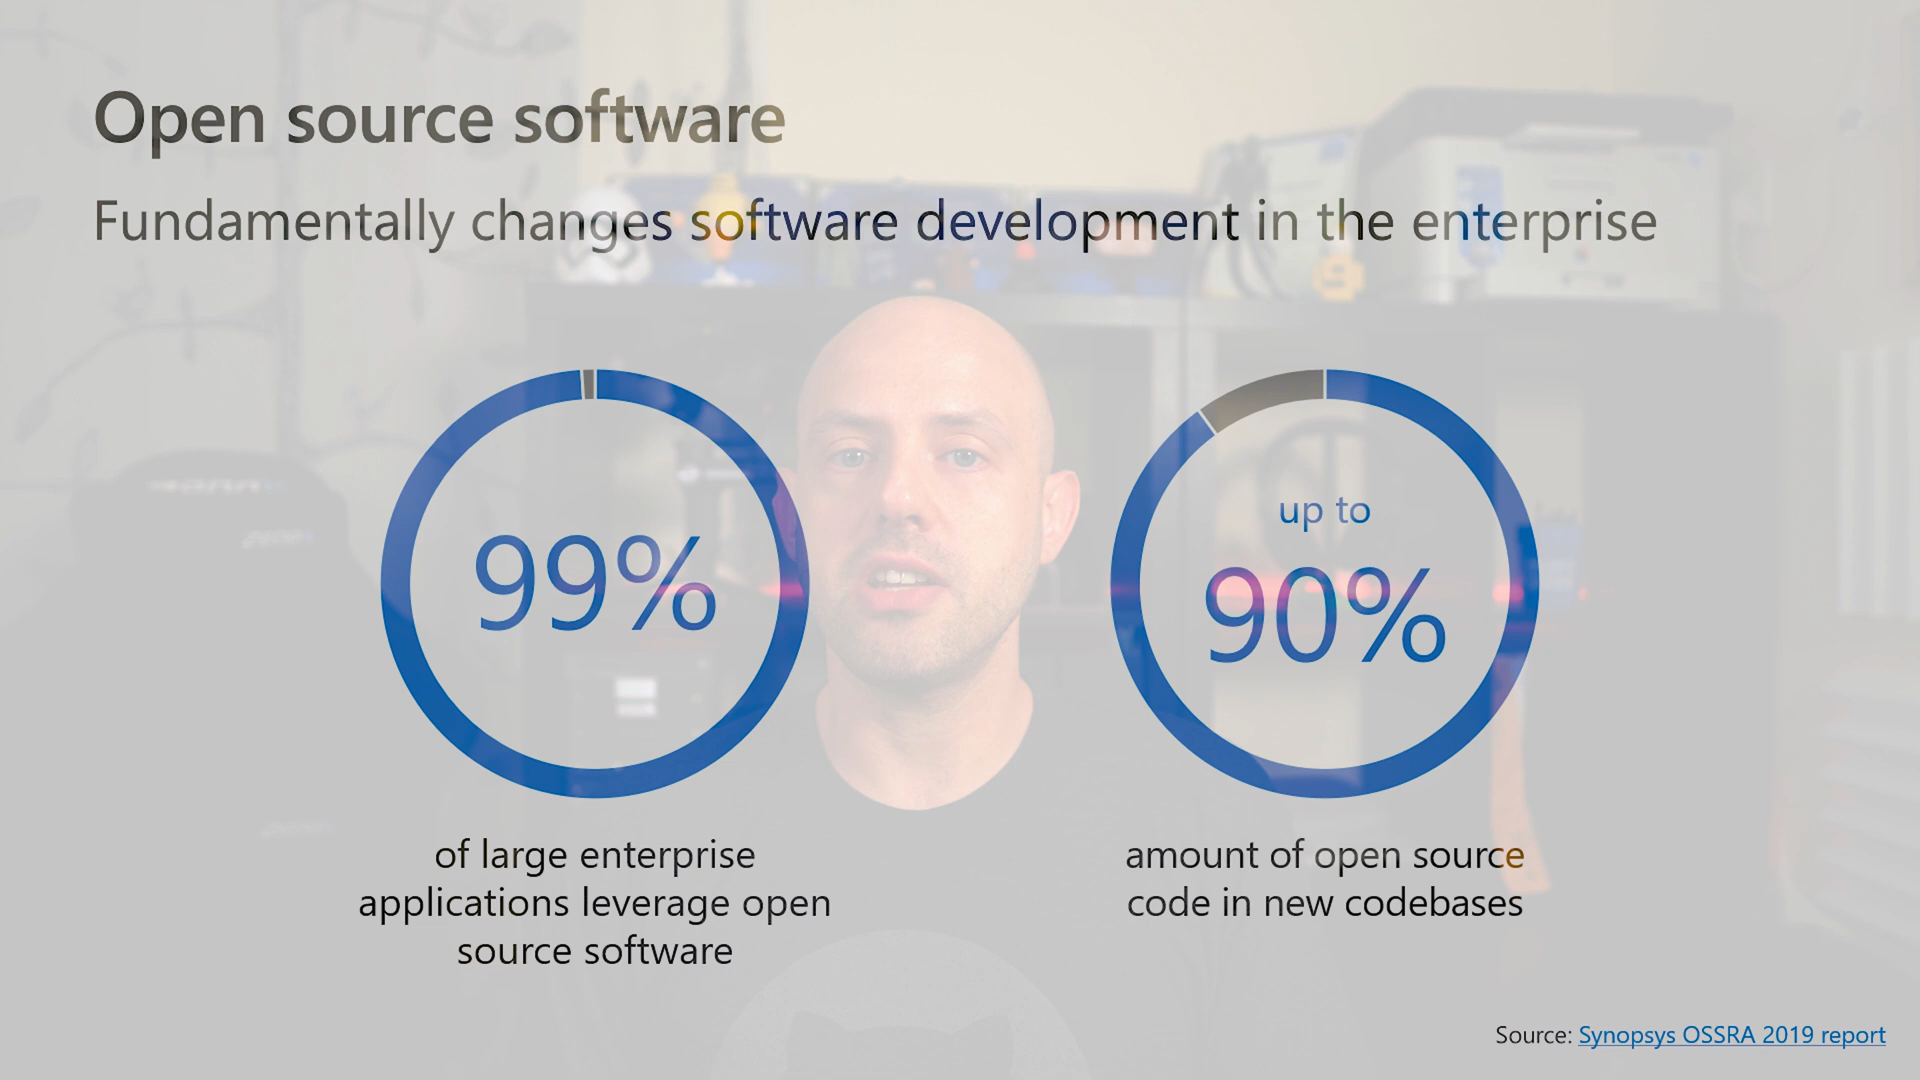 Open source software
Fundamentally changes software development in the enterprise
99%
of large enterprise
applications leverage open
source software
up to
90%
amount of open source
code in new codebases
Source: Synopsys OSSRA 2019 report